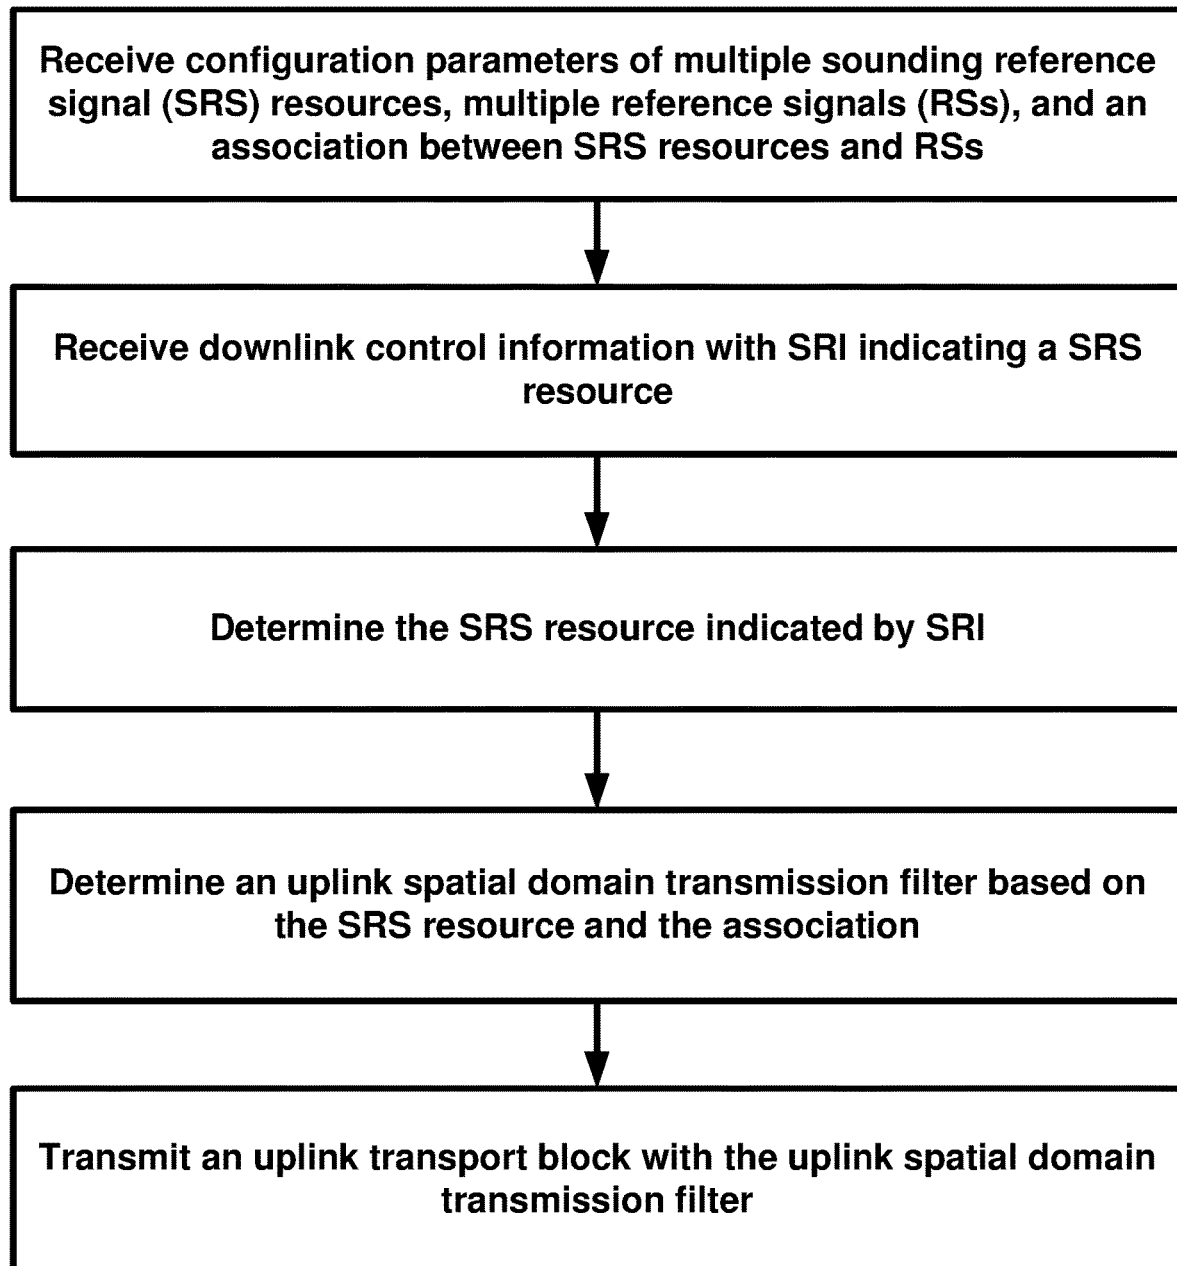 Receive configuration parameters of multiple sounding reference
signal (SRS) resources, multiple reference signals (RSs), and an
association between SRS resources and RSs
Receive downlink control information with SRI indicating a SRS
resource
Determine the SRS resource indicated by SRI
Determine an uplink spatial domain transmission filter based on
the SRS resource and the association
Transmit an uplink transport block with the uplink spatial domain
transmission filter